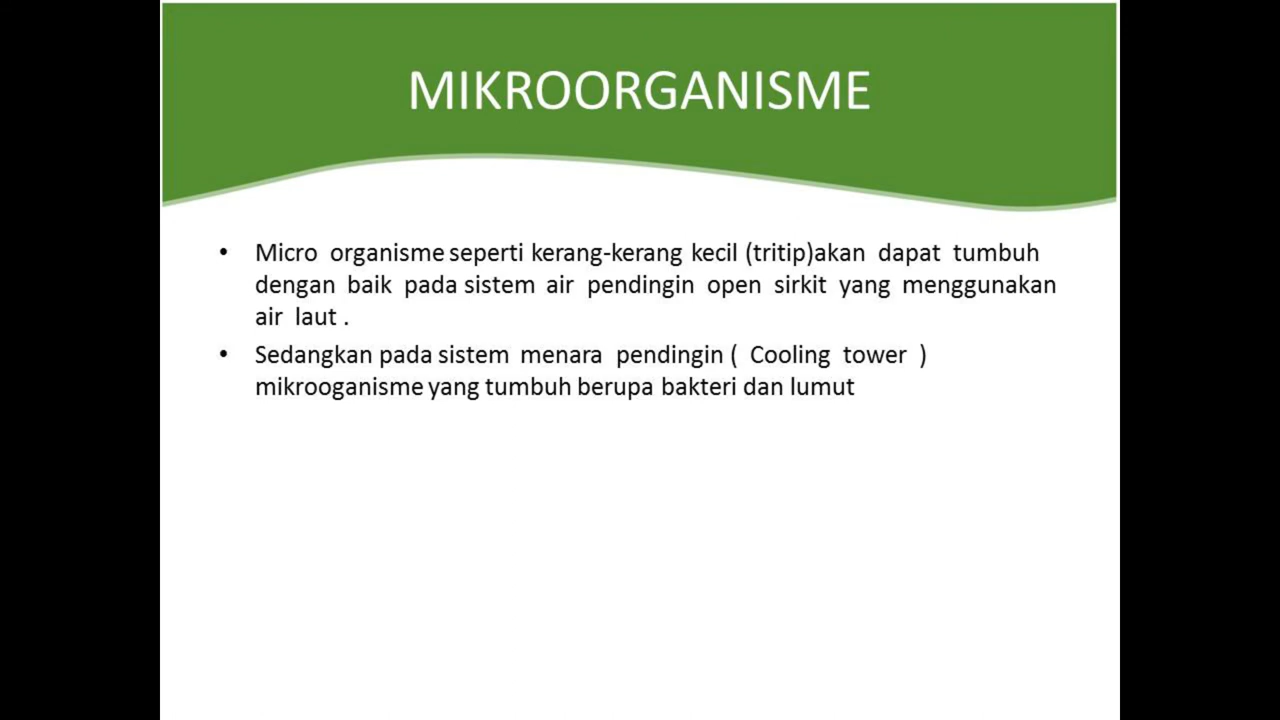 MIKROORGANISME
• Micro organisme seperti kerang-kerang kecil (tritip)akan dapat tumbuh
dengan baik pada sistem air pendingin open sirkit yang menggunakan
air laut .
• Sedangkan pada sistem menara pendingin ( Cooling tower )
mikrooganisme yang tumbuh berupa bakteri dan lumut